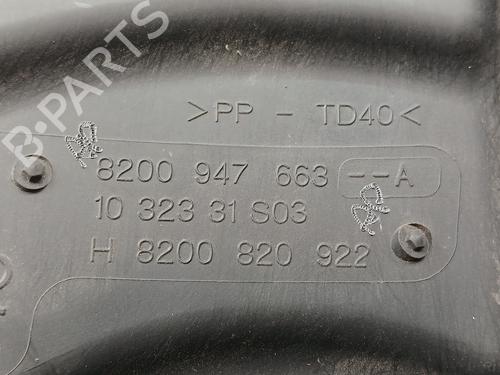 B-PARTS
>PP - TD40<
8200 947 663 --A
10 323 31 S03
H 8200 820 922